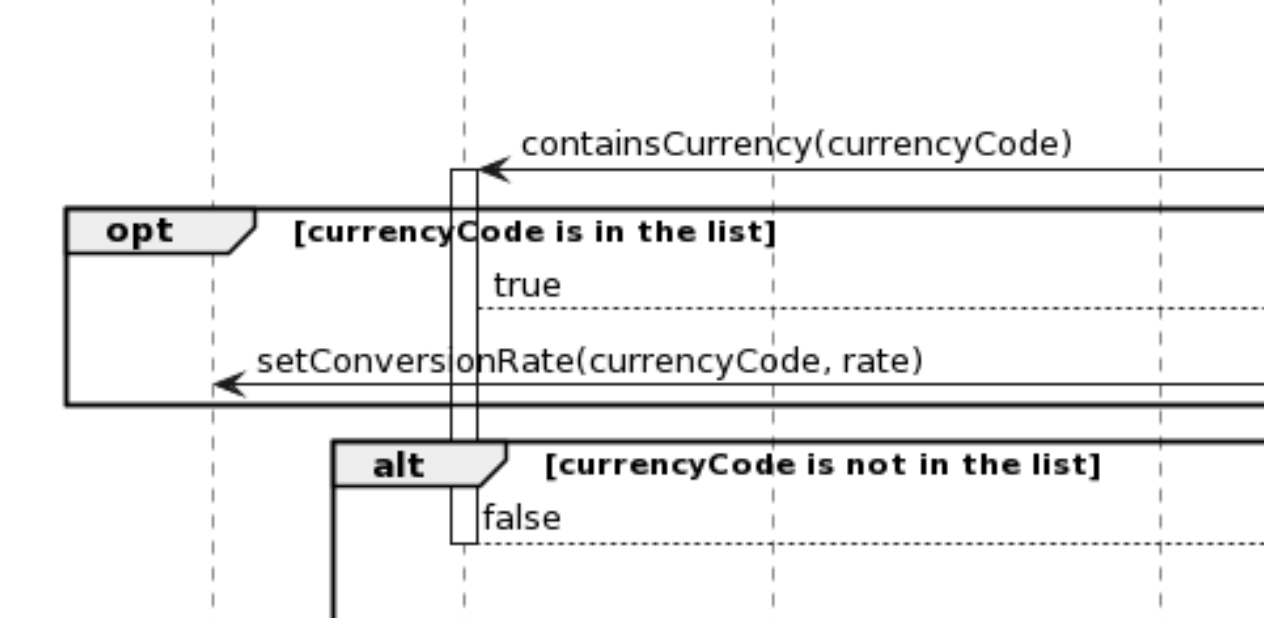 containsCurrency(currencyCode)
opt [currencyCode is in the list]
true
setConversionRate(currencyCode, rate)
alt [currencyCode is not in the list]
false